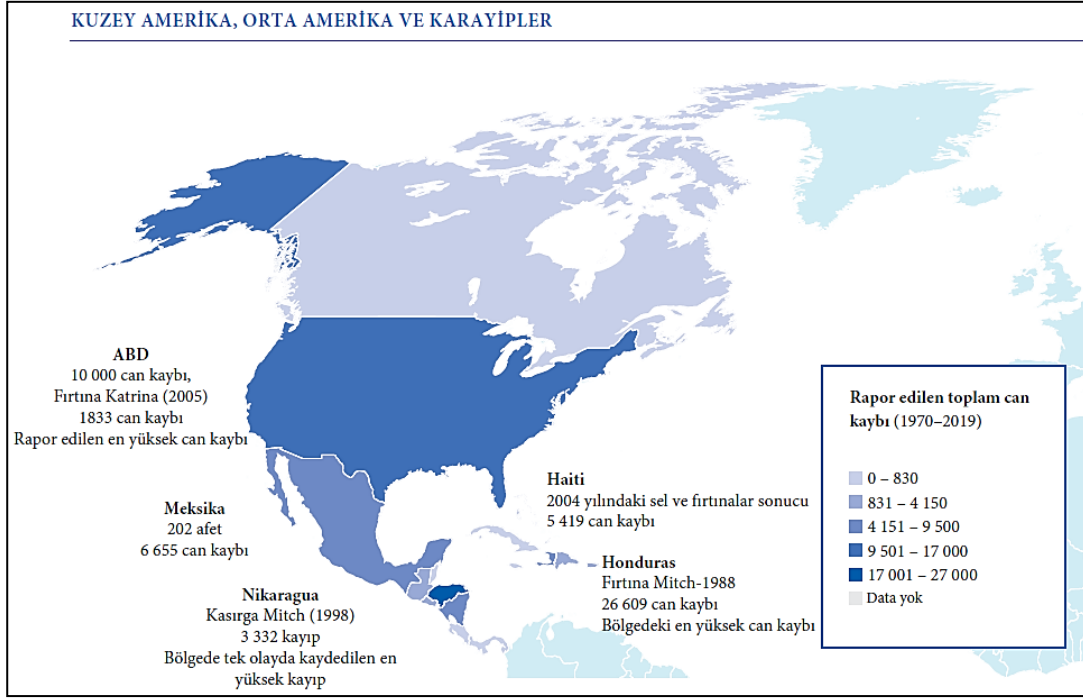 KUZEY AMERİKA, ORTA AMERİKA VE KARAYİPLER
ABD
10 000 can kaybı,
Fırtına Katrina (2005)
1833 can kaybı
Rapor edilen en yüksek can kaybı
Meksika
202 afet
6 655 can kaybı
Nikaragua
Kasırga Mitch (1998)
3 332 kayıp
Bölgede tek olayda kaydedilen en
yüksek kayıp
Haiti
2004 yılındaki sel ve fırtınalar sonucu
5 419 can kaybı
Honduras
Fırtına Mitch-1988
26 609 can kaybı
Bölgedeki en yüksek can kaybı
Rapor edilen toplam can
kaybı (1970–2019)
0 – 830
831 – 4 150
4 151 – 9 500
9 501 – 17 000
17 001 – 27 000
Data yok